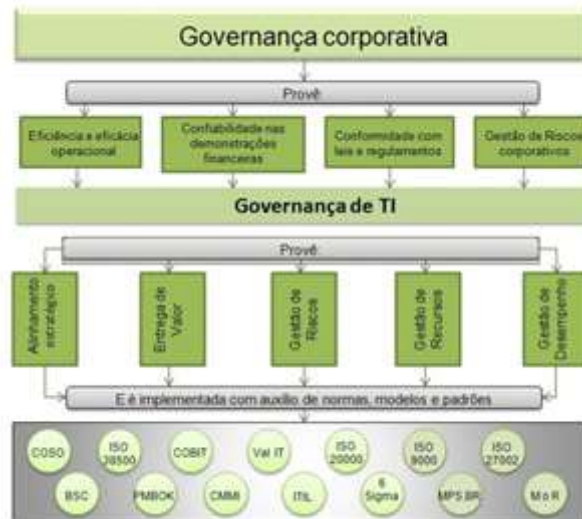 Governança corporativa
Provê
Eficiência e eficácia
operacional
Confiabilidade nas
demonstrações
financeiras
Conformidade com
leis e regulamentos
Gestão de Riscos
corporativos
Governança de TI
Provê
Alinhamento
estratégico
Entrega de
Valor
Gestão de
Riscos
Gestão de
Recursos
Gestão de
Desempenho
E é implementada com auxílio de normas, modelos e padrões
COSO
ISO
38500
COBIT
Val IT
ISO
20000
ISO
9000
ISO
27002
BSC
PMBOK
CMMI
ITIL
6
Sigma
MPS.BR
M o R